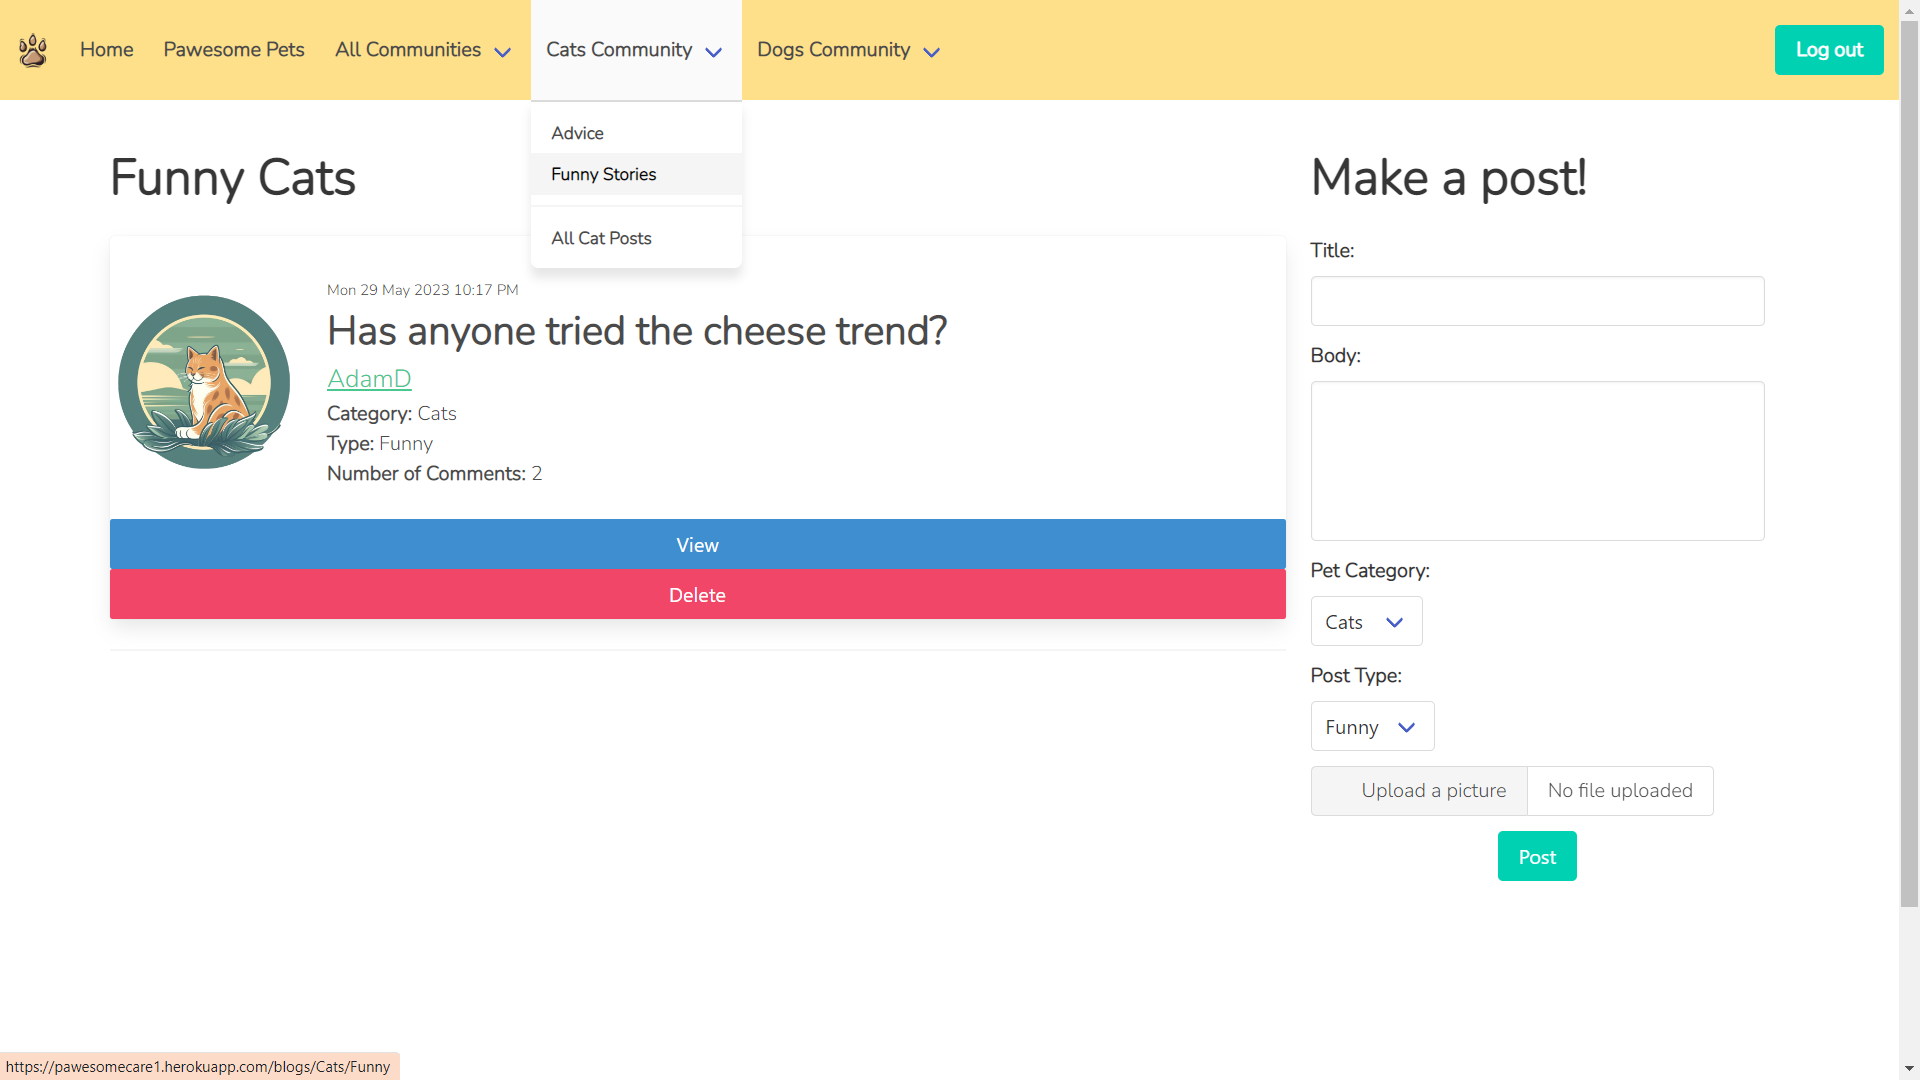 Home
Pawesome Pets
All Communities
Cats Community
Dogs Community
Log out
Advice
Funny Stories
All Cat Posts
Funny Cats
Mon 29 May 2023 10:17 PM
Has anyone tried the cheese trend?
AdamD
Category: Cats
Type: Funny
Number of Comments: 2
View
Delete
Make a post!
Title:
Body:
Pet Category:
Cats
Post Type:
Funny
Upload a picture
No file uploaded
Post
https://pawesomecare1.herokuapp.com/blogs/Cats/Funny